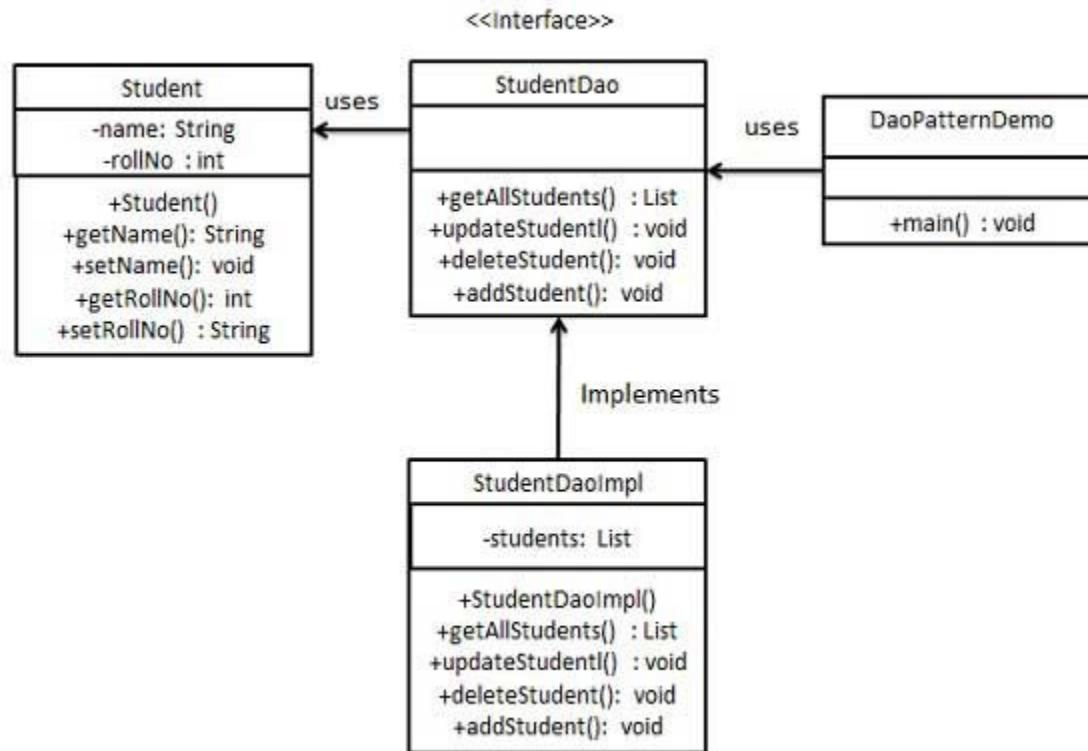 <<Interface>>
Student
-name: String
-rollNo : int
+Student()
+getName(): String
+setName(): void
+getRollNo(): int
+setRollNo() : String
uses
StudentDao
+getAllStudents() : List
+updateStudentl() : void
+deleteStudent(): void
+addStudent(): void
uses
DaoPatternDemo
+main() : void
Implements
StudentDaoImpl
-students: List
+StudentDaoImpl()
+getAllStudents() : List
+updateStudentl() : void
+deleteStudent(): void
+addStudent(): void